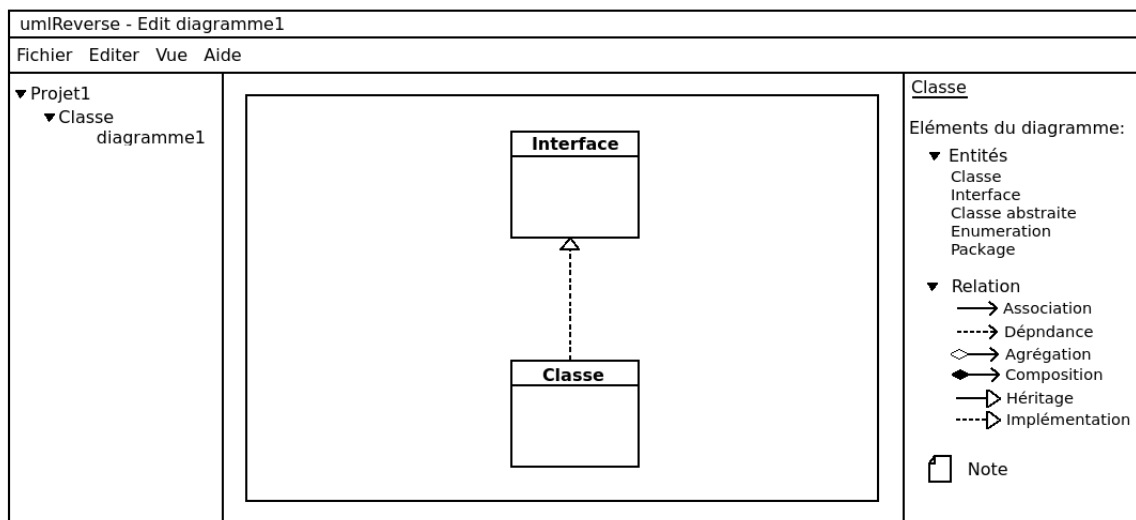 umlReverse - Edit diagramme1
Fichier Editer Vue Aide
Projet1
Classe
diagramme1
Interface
Classe
Classe
Eléments du diagramme:
Entités
Classe
Interface
Classe abstraite
Enumeration
Package
Relation
Association
Dépndance
Agrégation
Composition
Héritage
Implémentation
Note